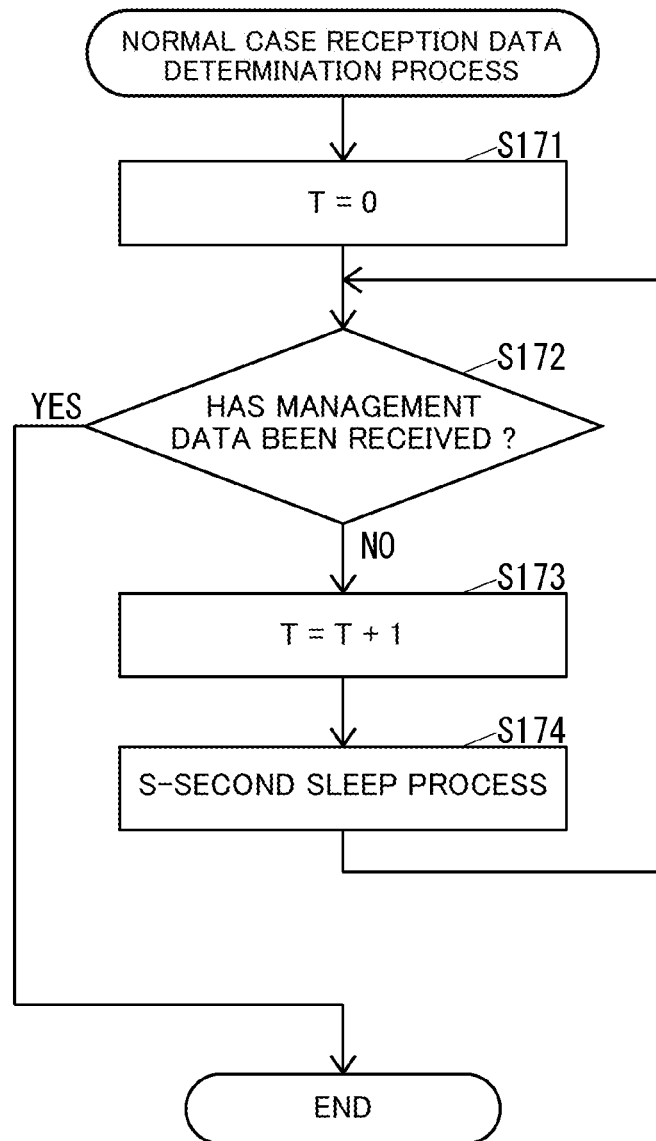 NORMAL CASE RECEPTION DATA
DETERMINATION PROCESS
S171
T = 0
S172
YES
HAS MANAGEMENT
DATA BEEN RECEIVED ?
NO
S173
T = T + 1
S174
S-SECOND SLEEP PROCESS
END